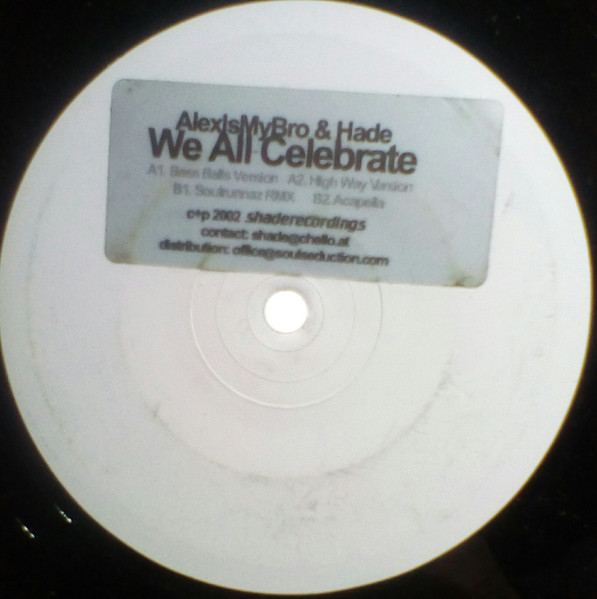 AlexIsMyBro & Hade
We All Celebrate
A1. Bass Balls Version A2. High Way Version
B1. Soulrunnaz RMX B2. Acapella
c+p 2002 shaderecordings
contact: shade@chello.at
distribution: office@soulseduction.com